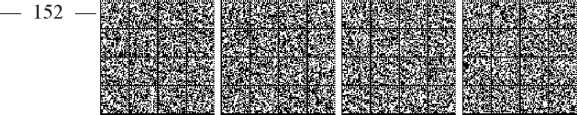 — 152 —